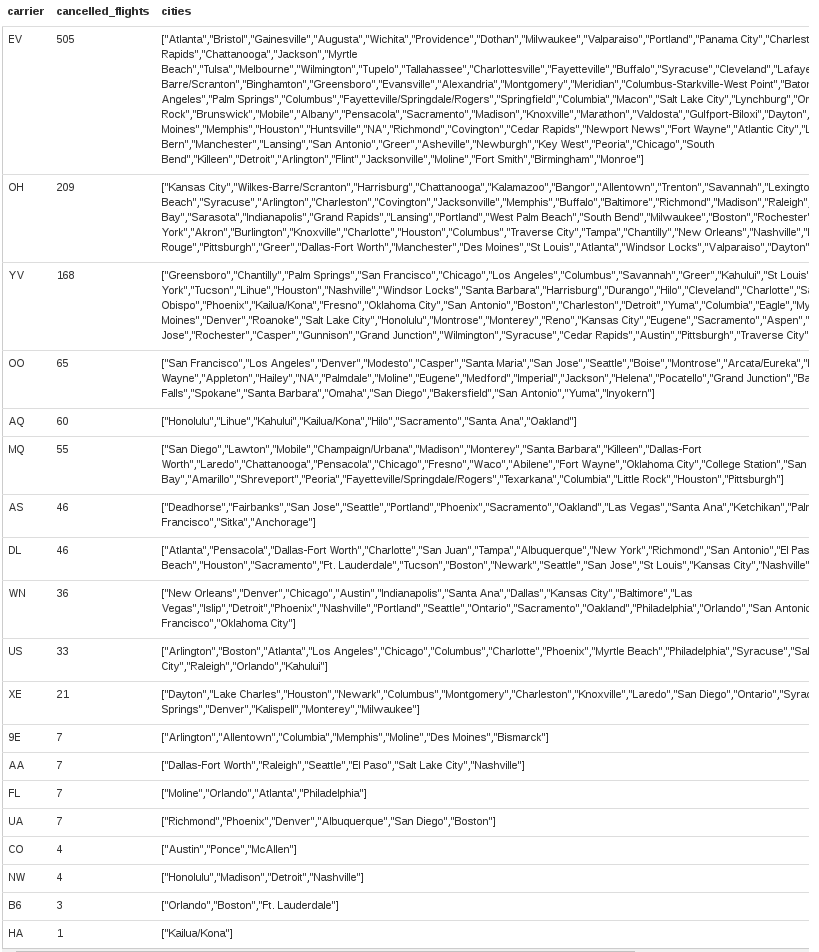 carrier cancelled_flights cities
EV 505 ["Atlanta","Bristol","Gainesville","Augusta","Wichita","Providence","Dothan","Milwaukee","Valparaiso","Portland","Panama City","Charlest
Rapids","Chattanooga","Jackson","Myrtle
Beach","Tulsa","Melbourne","Wilmington","Tupelo","Tallahassee","Charlottesville","Fayetteville","Buffalo","Syracuse","Cleveland","Lafaye
Barre/Scranton","Binghamton","Greensboro","Evansville","Alexandria","Montgomery","Meridian","Columbus-Starkville-West Point","Bator
Angeles","Palm Springs","Columbus","Fayetteville/Springdale/Rogers","Springfield","Columbia","Macon","Salt Lake City","Lynchburg","Or
Rock","Brunswick","Mobile","Albany","Pensacola","Sacramento","Madison","Knoxville","Marathon","Valdosta","Gulfport-Biloxi","Dayton",
Moines","Memphis","Houston","Huntsville","NA","Richmond","Covington","Cedar Rapids","Newport News","Fort Wayne","Atlantic City","L
Bern","Manchester","Lansing","San Antonio","Greer","Asheville","Newburgh","Key West","Peoria","Chicago","South
Bend","Killeen","Detroit","Arlington","Flint","Jacksonville","Moline","Fort Smith","Birmingham","Monroe"]
OH 209 ["Kansas City","Wilkes-Barre/Scranton","Harrisburg","Chattanooga","Kalamazoo","Bangor","Allentown","Trenton","Savannah","Lexingto
Beach","Syracuse","Arlington","Charleston","Covington","Jacksonville","Memphis","Buffalo","Baltimore","Richmond","Madison","Raleigh"
Bay","Sarasota","Indianapolis","Grand Rapids","Lansing","Portland","West Palm Beach","South Bend","Milwaukee","Boston","Rochester"
York","Akron","Burlington","Knoxville","Charlotte","Houston","Columbus","Traverse City","Tampa","Chantilly","New Orleans","Nashville","
Rouge","Pittsburgh","Greer","Dallas-Fort Worth","Manchester","Des Moines","St Louis","Atlanta","Windsor Locks","Valparaiso","Dayton"
YV 168 ["Greensboro","Chantilly","Palm Springs","San Francisco","Chicago","Los Angeles","Columbus","Savannah","Greer","Kahului","St Louis"
York","Tucson","Lihue","Houston","Nashville","Windsor Locks","Santa Barbara","Harrisburg","Durango","Hilo","Cleveland","Charlotte","Sa
Obispo","Phoenix","Kailua/Kona","Fresno","Oklahoma City","San Antonio","Boston","Charleston","Detroit","Yuma","Columbia","Eagle","My
Moines","Denver","Roanoke","Salt Lake City","Honolulu","Montrose","Monterey","Reno","Kansas City","Eugene","Sacramento","Aspen","
Jose","Rochester","Casper","Gunnison","Grand Junction","Wilmington","Syracuse","Cedar Rapids","Austin","Pittsburgh","Traverse City"
OO 65 ["San Francisco","Los Angeles","Denver","Modesto","Casper","Santa Maria","San Jose","Seattle","Boise","Montrose","Arcata/Eureka","
Wayne","Appleton","Hailey","NA","Palmdale","Moline","Eugene","Medford","Imperial","Jackson","Helena","Pocatello","Grand Junction","Ba
Falls","Spokane","Santa Barbara","Omaha","San Diego","Bakersfield","San Antonio","Yuma","Inyokern"]
AQ 60 ["Honolulu","Lihue","Kahului","Kailua/Kona","Hilo","Sacramento","Santa Ana","Oakland"]
MQ 55 ["San Diego","Lawton","Mobile","Champaign/Urbana","Madison","Monterey","Santa Barbara","Killeen","Dallas-Fort
Worth","Laredo","Chattanooga","Pensacola","Chicago","Fresno","Waco","Abilene","Fort Wayne","Oklahoma City","College Station","San
Bay","Amarillo","Shreveport","Peoria","Fayetteville/Springdale/Rogers","Texarkana","Columbia","Little Rock","Houston","Pittsburgh"]
AS 46 ["Deadhorse","Fairbanks","San Jose","Seattle","Portland","Phoenix","Sacramento","Oakland","Las Vegas","Santa Ana","Ketchikan","Palr
Francisco","Sitka","Anchorage"]
DL 46 ["Atlanta","Pensacola","Dallas-Fort Worth","Charlotte","San Juan","Tampa","Albuquerque","New York","Richmond","San Antonio","El Pas
Beach","Houston","Sacramento","Ft. Lauderdale","Tucson","Boston","Newark","Seattle","San Jose","St Louis","Kansas City","Nashville"
WN 36 ["New Orleans","Denver","Chicago","Austin","Indianapolis","Santa Ana","Dallas","Kansas City","Baltimore","Las
Vegas","Islip","Detroit","Phoenix","Nashville","Portland","Seattle","Ontario","Sacramento","Oakland","Philadelphia","Orlando","San Antonio
Francisco","Oklahoma City"]
US 33 ["Arlington","Boston","Atlanta","Los Angeles","Chicago","Columbus","Charlotte","Phoenix","Myrtle Beach","Philadelphia","Syracuse","Sal
City","Raleigh","Orlando","Kahului"]
XE 21 ["Dayton","Lake Charles","Houston","Newark","Columbus","Montgomery","Charleston","Knoxville","Laredo","San Diego","Ontario","Syrac
Springs","Denver","Kalispell","Monterey","Milwaukee"]
9E 7 ["Arlington","Allentown","Columbia","Memphis","Moline","Des Moines","Bismarck"]
AA 7 ["Dallas-Fort Worth","Raleigh","Seattle","El Paso","Salt Lake City","Nashville"]
FL 7 ["Moline","Orlando","Atlanta","Philadelphia"]
UA 7 ["Richmond","Phoenix","Denver","Albuquerque","San Diego","Boston"]
CO 4 ["Austin","Ponce","McAllen"]
NW 4 ["Honolulu","Madison","Detroit","Nashville"]
B6 3 ["Orlando","Boston","Ft. Lauderdale"]
HA 1 ["Kailua/Kona"]